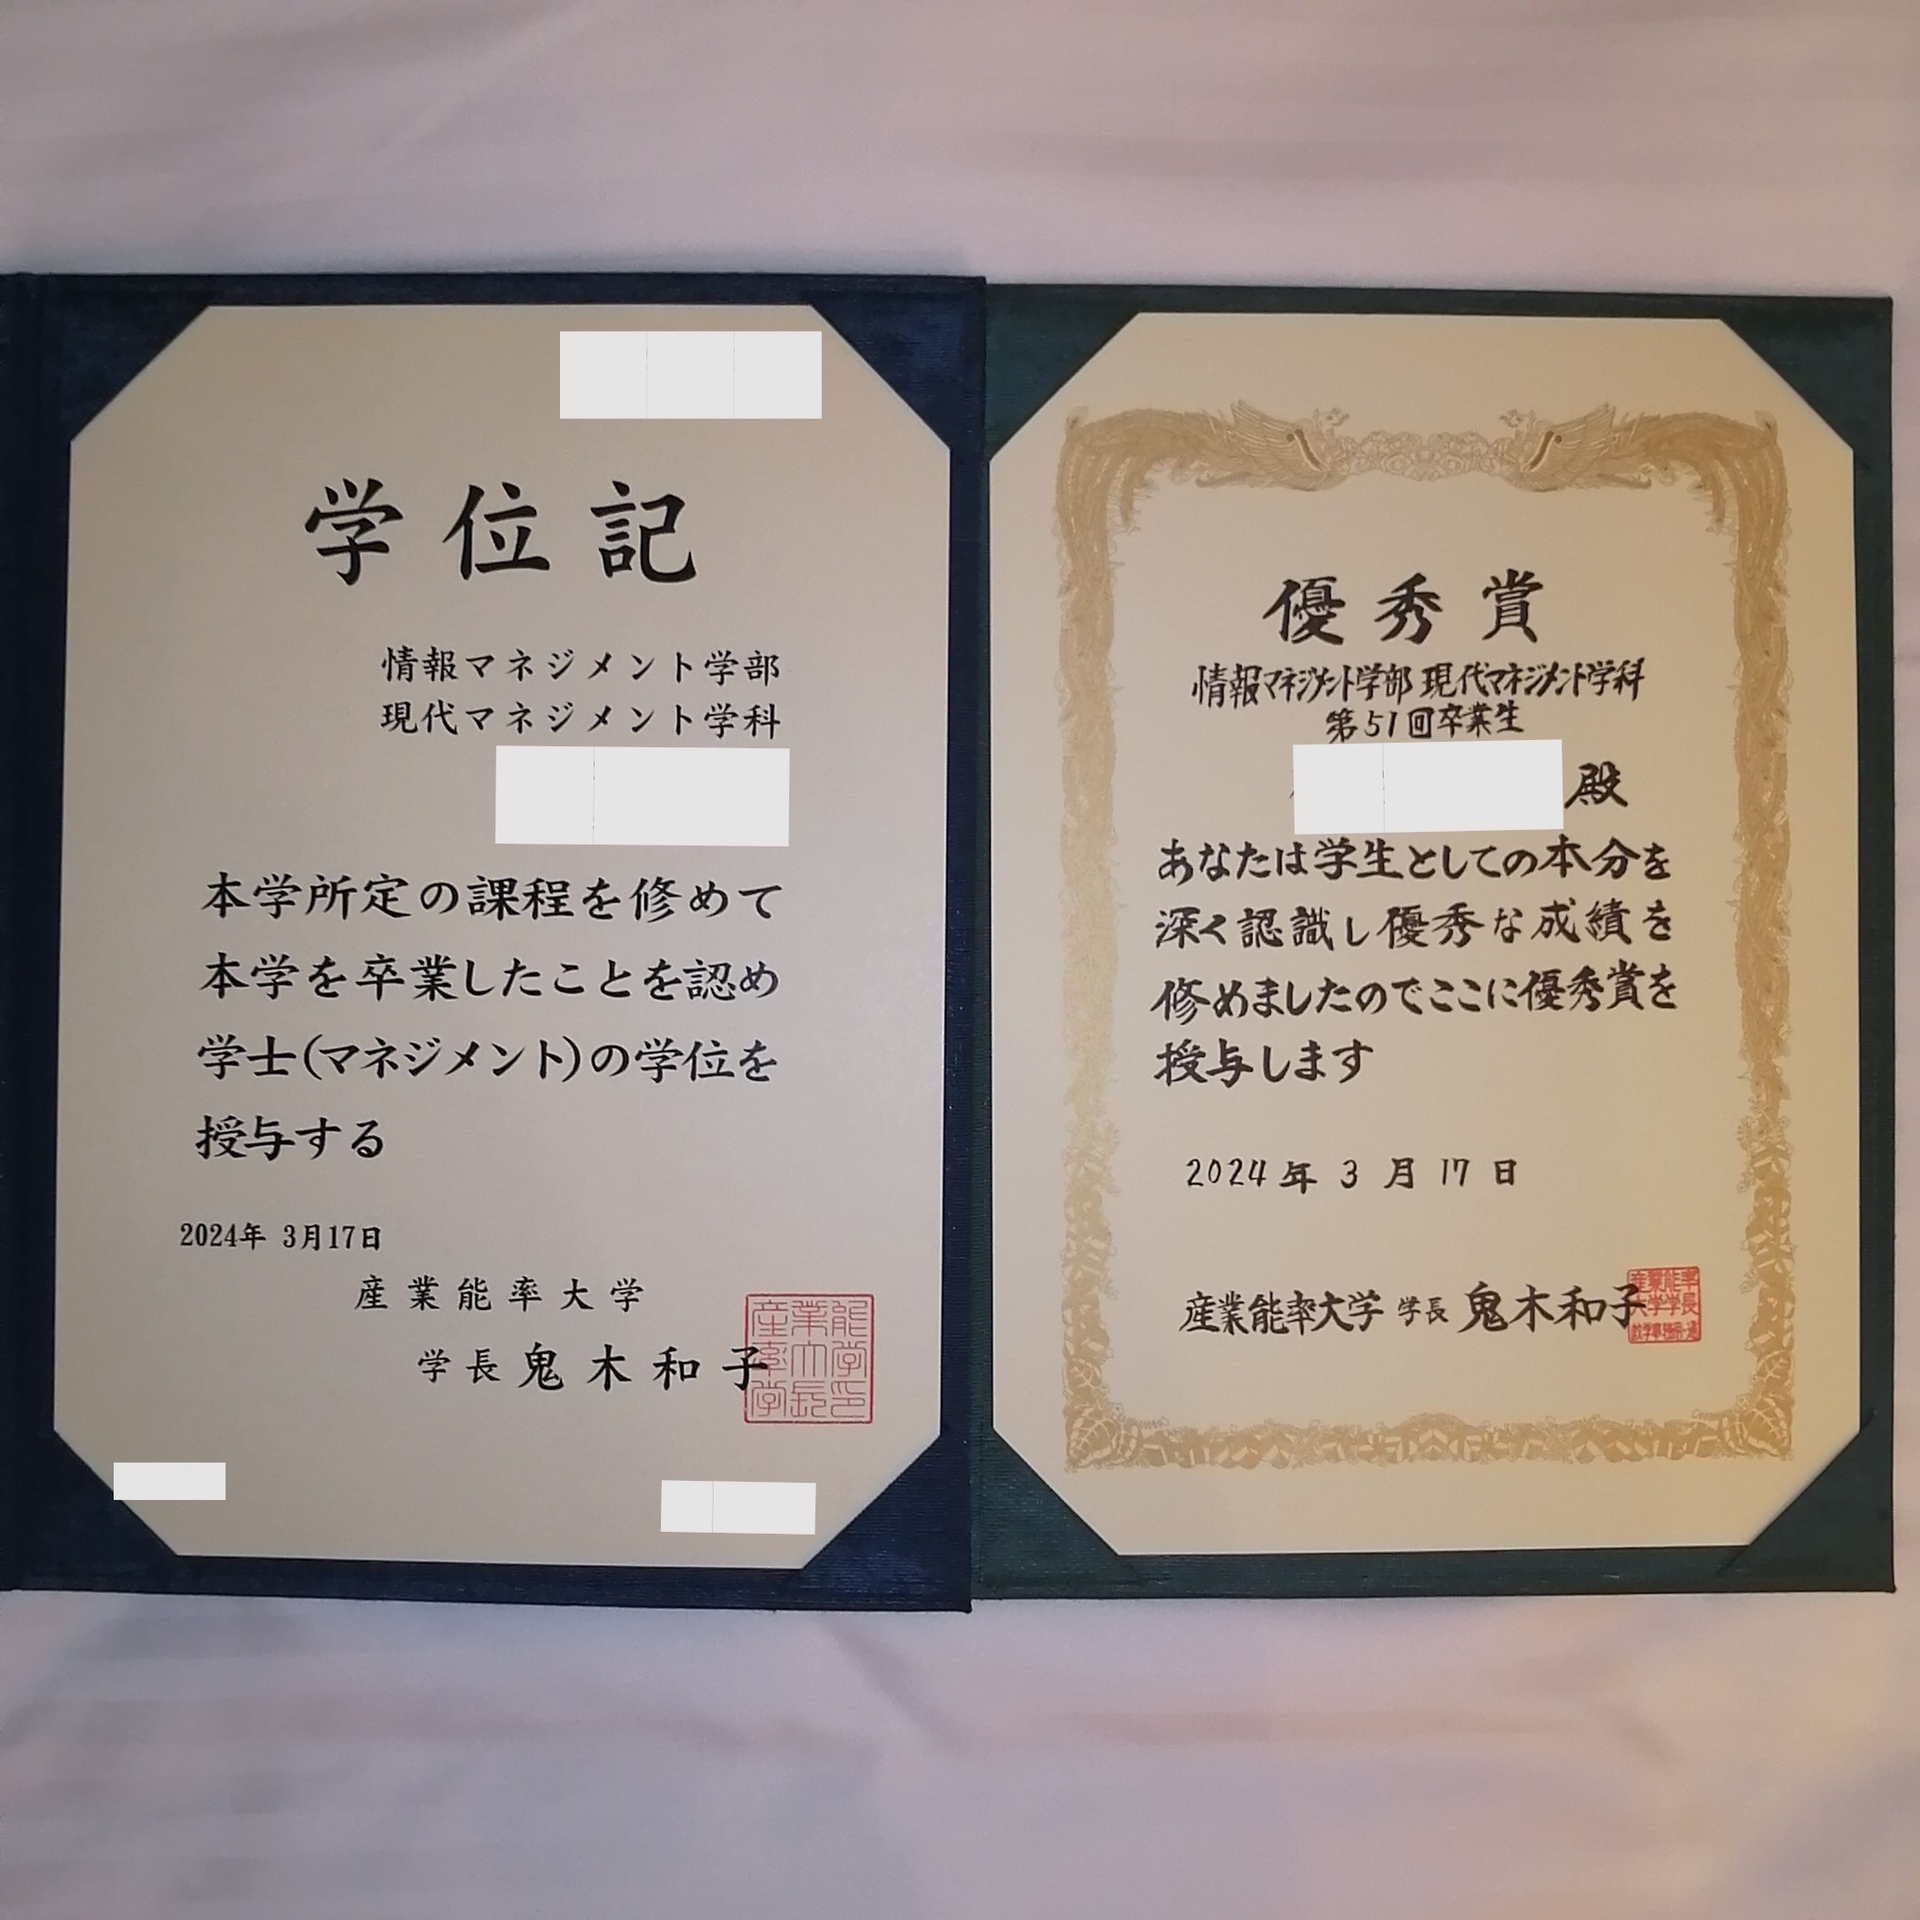 学位記
情報マネジメント学部
現代マネジメント学科
本学所定の課程を修めて
本学を卒業したことを認め
学士(マネジメント)の学位を
授与する
2024年 3月17日
産業能率大学
学長 鬼木和子
産業能率大学学長印
優秀賞
情報マネジメント学部 現代マネジメント学科
第51回卒業生
殿
あなたは学生としての本分を
深く認識し優秀な成績を
修めましたのでここに優秀賞を
授与します
2024年 3月 17日
産業能率大学 学長 鬼木和子